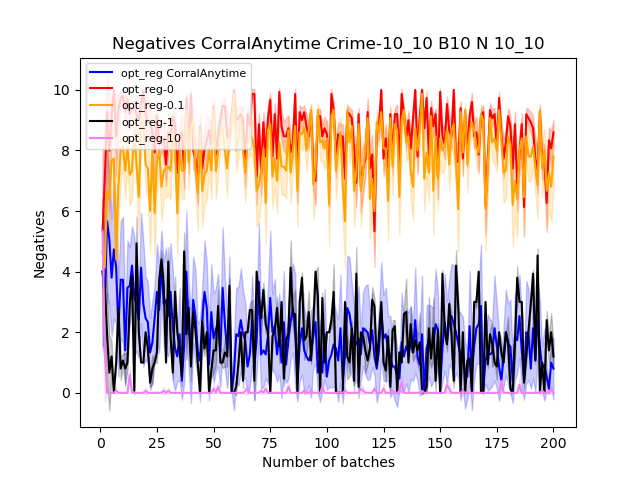 Negatives CorralAnytime Crime-10_10 B10 N 10_10
opt_reg CorralAnytime
opt_reg-0
opt_reg-0.1
opt_reg-1
opt_reg-10
10
8
6
4
2
0
Negatives
0 25 50 75 100 125 150 175 200
Number of batches